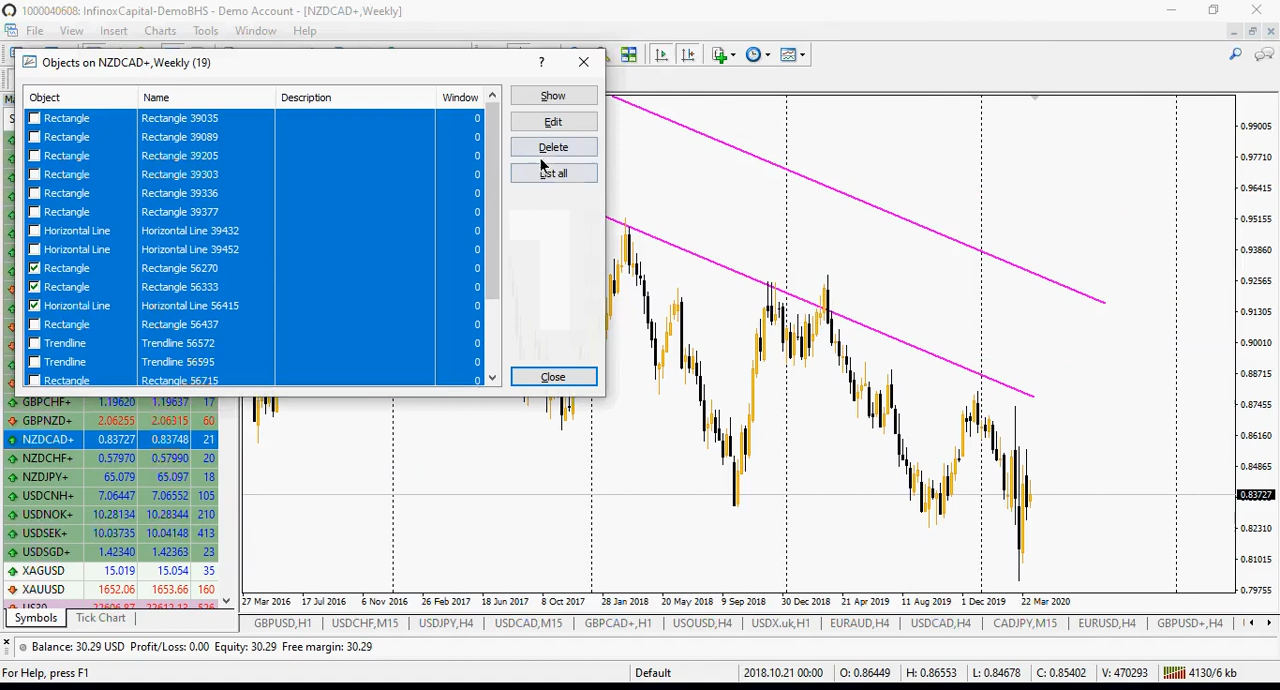 1000040608: InfinoxCapital-DemoBHS - Demo Account - [NZDCAD+,Weekly]
File View Insert Charts Tools Window Help
Objects on NZDCAD+,Weekly (19)
Object Name Description Window
Rectangle Rectangle 39035 0
Rectangle Rectangle 39089 0
Rectangle Rectangle 39205 0
Rectangle Rectangle 39303 0
Rectangle Rectangle 39336 0
Rectangle Rectangle 39377 0
Horizontal Line Horizontal Line 39432 0
Horizontal Line Horizontal Line 39452 0
Rectangle Rectangle 56270 0
Rectangle Rectangle 56333 0
Horizontal Line Horizontal Line 56415 0
Rectangle Rectangle 56437 0
Trendline Trendline 56572 0
Trendline Trendline 56595 0
Rectangle Rectangle 56715 0
Show
Edit
Delete
List all
Close
GBPCHF+ 1.19620 1.19637 17
GBPNZD+ 2.06255 2.06315 60
NZDCAD+ 0.83727 0.83748 21
NZDCHF+ 0.57970 0.57990 20
NZDJPY+ 65.079 65.097 18
USDCNH+ 7.06447 7.06552 105
USDNOK+ 10.28134 10.28344 210
USDSEK+ 10.03735 10.04148 413
USDSGD+ 1.42340 1.42363 23
XAGUSD 15.019 15.054 35
XAUUSD 1652.06 1653.66 160
US30 22606.87 22612.13 526
Symbols Tick Chart
0.99005
0.97710
0.96415
0.95155
0.93860
0.92565
0.91305
0.90010
0.88715
0.87455
0.86160
0.84865
0.83727
0.82310
0.81015
0.79755
27 Mar 2016 17 Jul 2016 6 Nov 2016 26 Feb 2017 18 Jun 2017 8 Oct 2017 28 Jan 2018 20 May 2018 9 Sep 2018 30 Dec 2018 21 Apr 2019 11 Aug 2019 1 Dec 2019 22 Mar 2020
GBPUSD,H1 USDCHF,M15 USDJPY,H4 USDCAD,M15 GBPCAD+,H1 USOUSD,H4 USDX.uk,H1 EURAUD,H4 USDCAD,H4 CADJPY,M15 EURUSD,H4 GBPUSD+,H4
Balance: 30.29 USD Profit/Loss: 0.00 Equity: 30.29 Free margin: 30.29
For Help, press F1 Default 2018.10.21 00:00 O: 0.86449 H: 0.86553 L: 0.84678 C: 0.85402 V: 470293 4130/6 kb